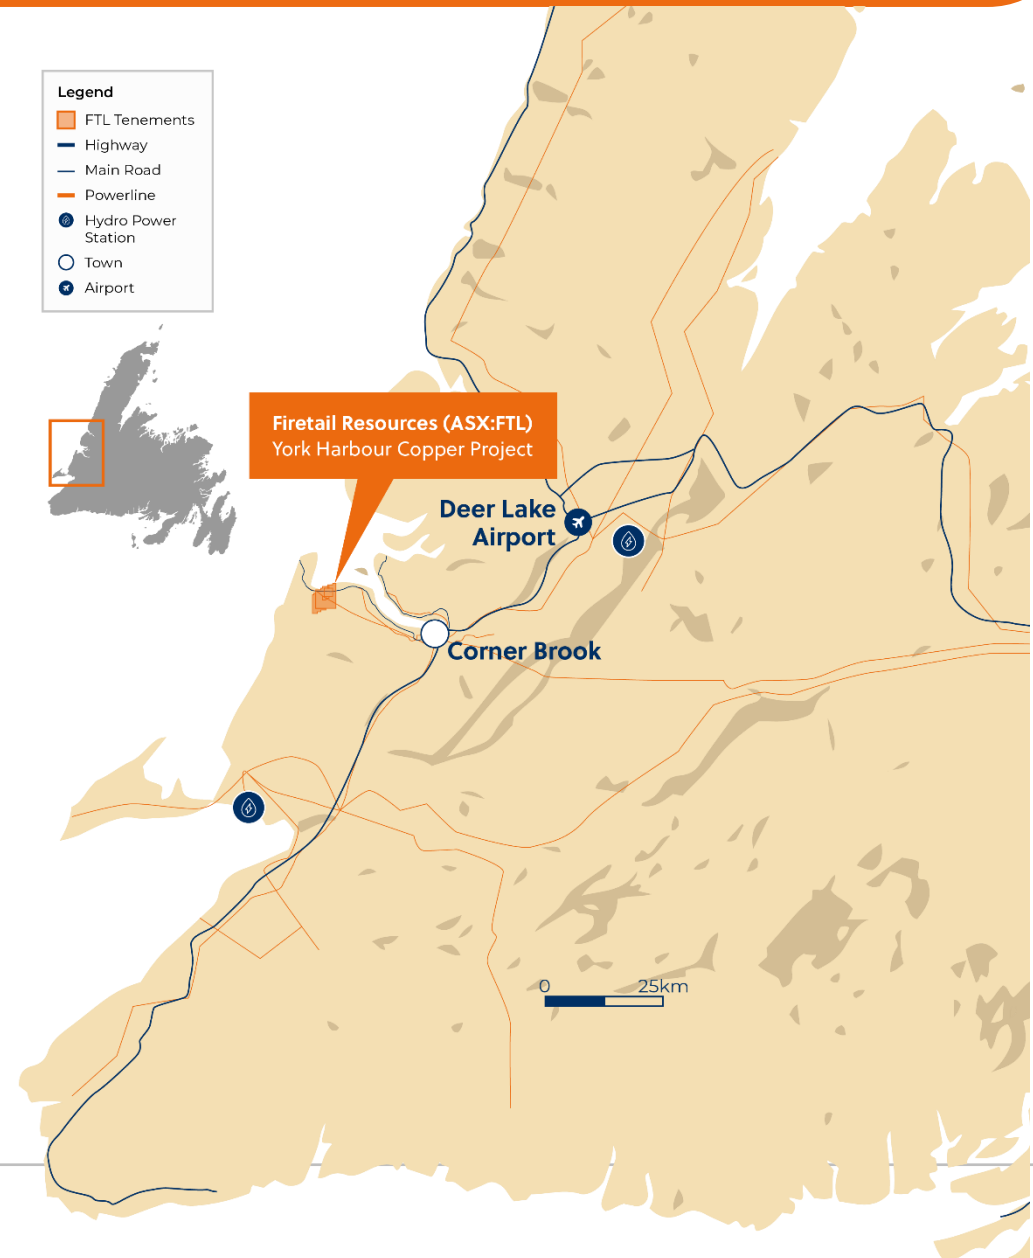 Legend
FTL Tenements
Highway
Main Road
Powerline
Hydro Power
Station
Town
Airport
Firetail Resources (ASX:FTL)
York Harbour Copper Project
Deer Lake
Airport
Corner Brook
0 25km